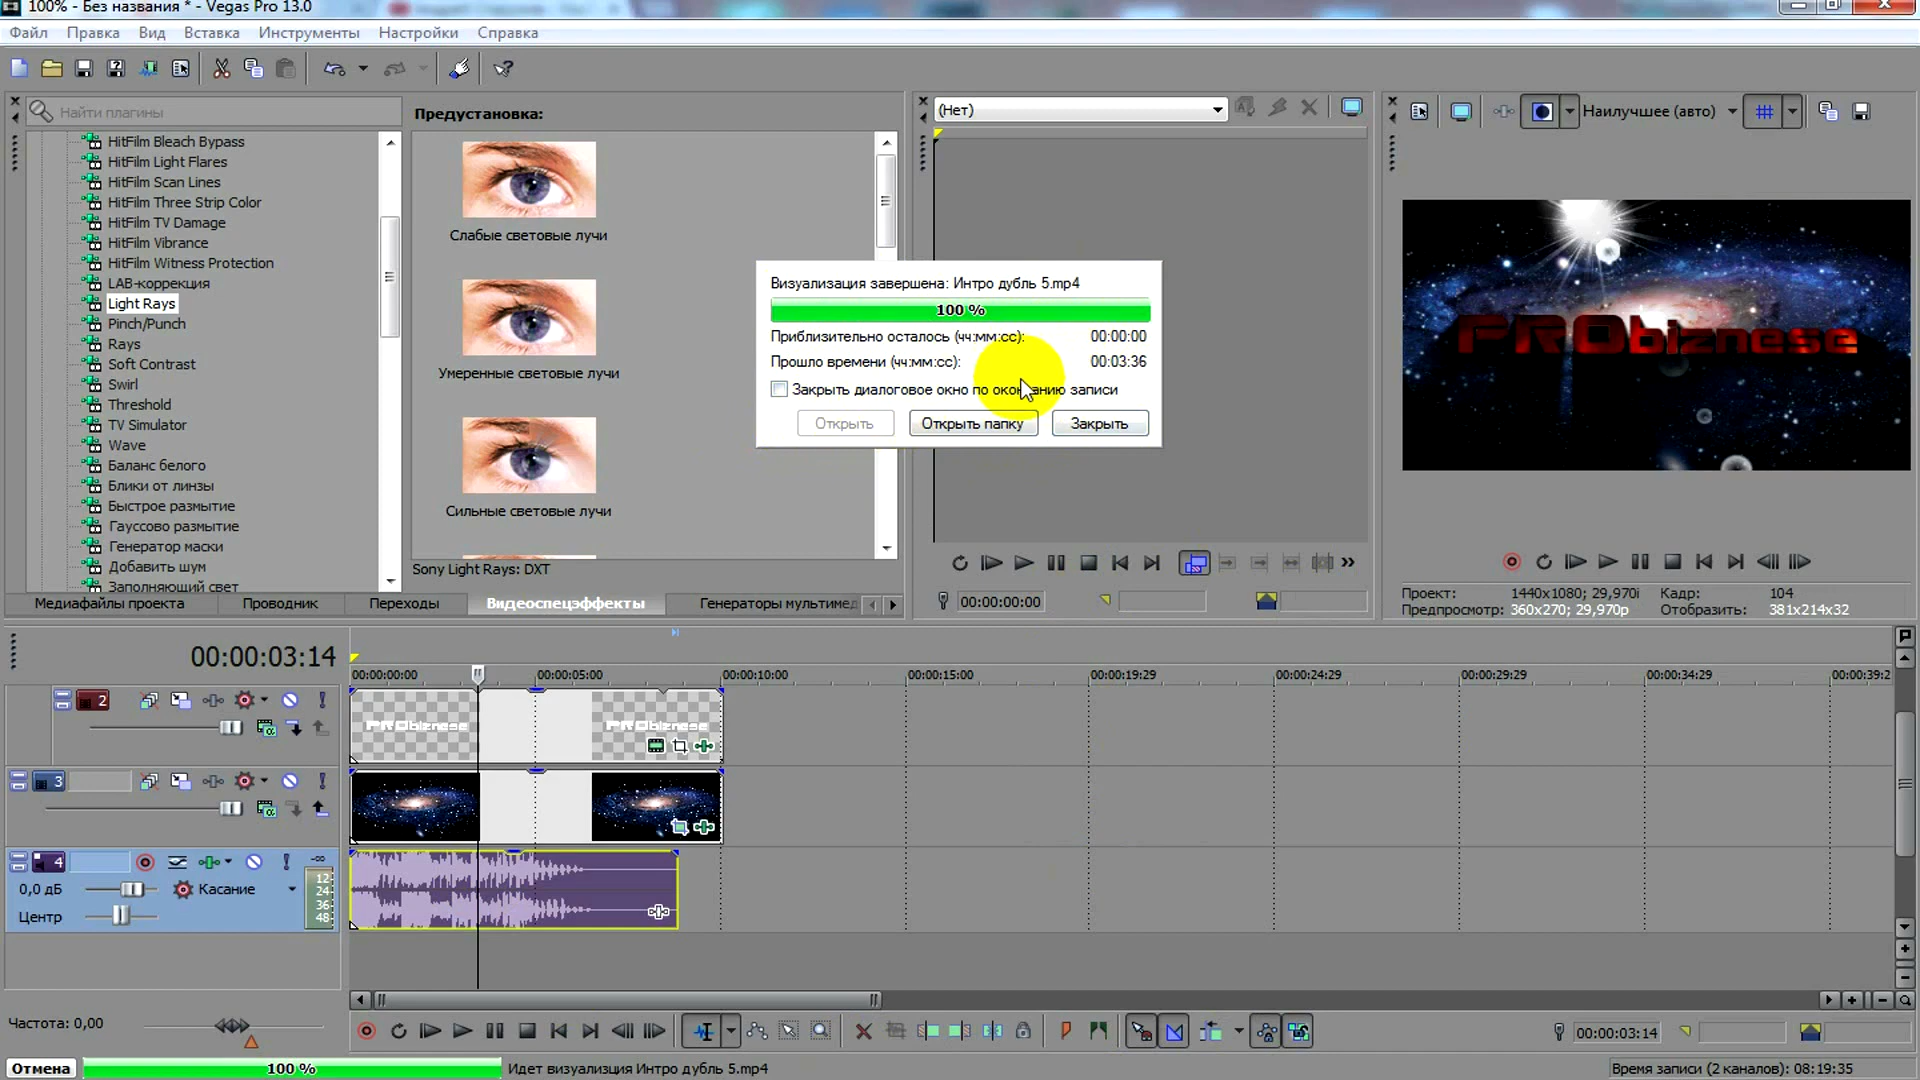 100% - Без названия * - Vegas Pro 13.0
Файл Правка Вид Вставка Инструменты Настройки Справка
Найти плагины
HitFilm Bleach Bypass
HitFilm Light Flares
HitFilm Scan Lines
HitFilm Three Strip Color
HitFilm TV Damage
HitFilm Vibrance
HitFilm Witness Protection
LAB-коррекция
Light Rays
Pinch/Punch
Rays
Soft Contrast
Swirl
Threshold
TV Simulator
Wave
Баланс белого
Блики от линзы
Быстрое размытие
Гауссово размытие
Генератор маски
Добавить шум
Заполняющий свет
Предустановка:
Слабые световые лучи
Умеренные световые лучи
Сильные световые лучи
Sony Light Rays: DXT
Медиафайлы проекта Проводник Переходы Видеоспецэффекты Генераторы мультимед
(Нет)
00:00:00:00
Визуализация завершена: Интро дубль 5.mp4
100 %
Приблизительно осталось (чч:мм:сс): 00:00:00
Прошло времени (чч:мм:сс): 00:03:36
Закрыть диалоговое окно по окончанию записи
Открыть Открыть папку Закрыть
Наилучшее (авто)
PRObiznese
Проект: 1440x1080; 29,970i Кадр: 104
Предпросмотр: 360x270; 29,970p Отобразить: 381x214x32
00:00:03:14
00:00:00:00 00:00:05:00 00:00:10:00 00:00:15:00 00:00:19:29 00:00:24:29 00:00:29:29 00:00:34:29 00:00:39:2
2
PRObiznese PRObiznese
3
4
-∞
12
24
36
48
0,0 дБ Касание
Центр
Частота: 0,00
00:00:03:14
Отмена 100 % Идет визуализция Интро дубль 5.mp4 Время записи (2 каналов): 08:19:35